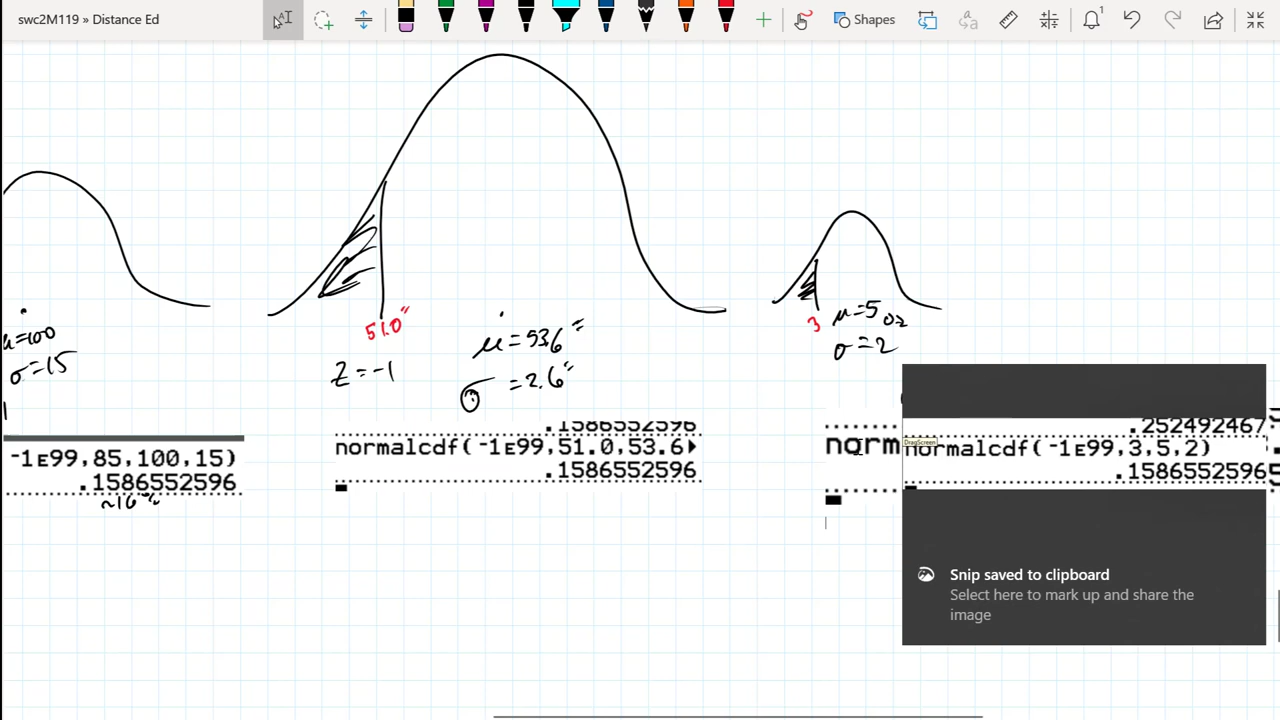 swc2M119 » Distance Ed
Shapes
μ=100
σ=15
51.0"
z=-1
μ=53.6"
σ=2.6"
3
μ=5 oz
σ=2
-1E99,85,100,15)
.1586552596
~16%
.1586552596
normalcdf(-1E99,51.0,53.6
.1586552596
norm
.252492467
DragScreen
normalcdf(-1E99,3,5,2)
.1586552596
Snip saved to clipboard
Select here to mark up and share the
image